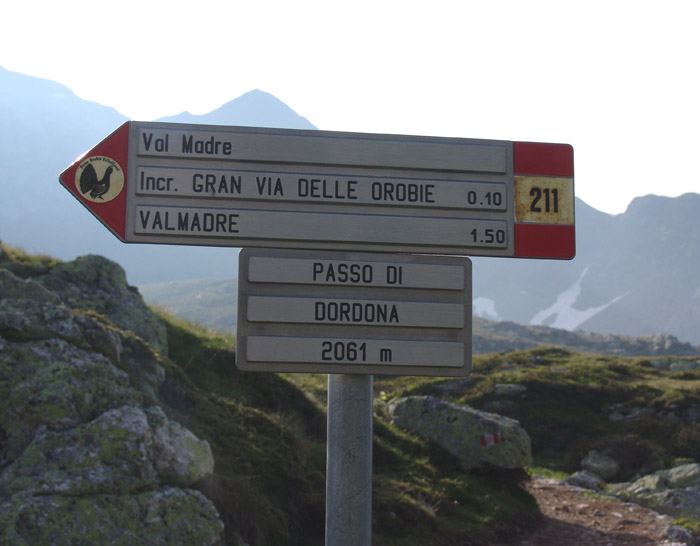 Val Madre
Incr. GRAN VIA DELLE OROBIE 0.10
VALMADRE 1.50
211
PASSO DI
DORDONA
2061 m